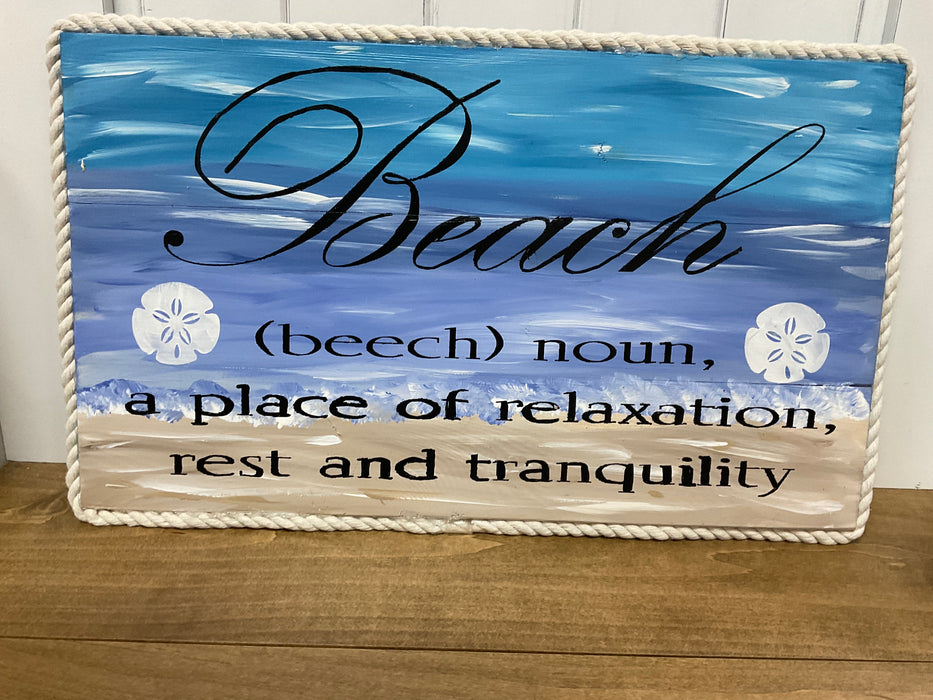 Beach
(beech) noun,
a place of relaxation,
rest and tranquility